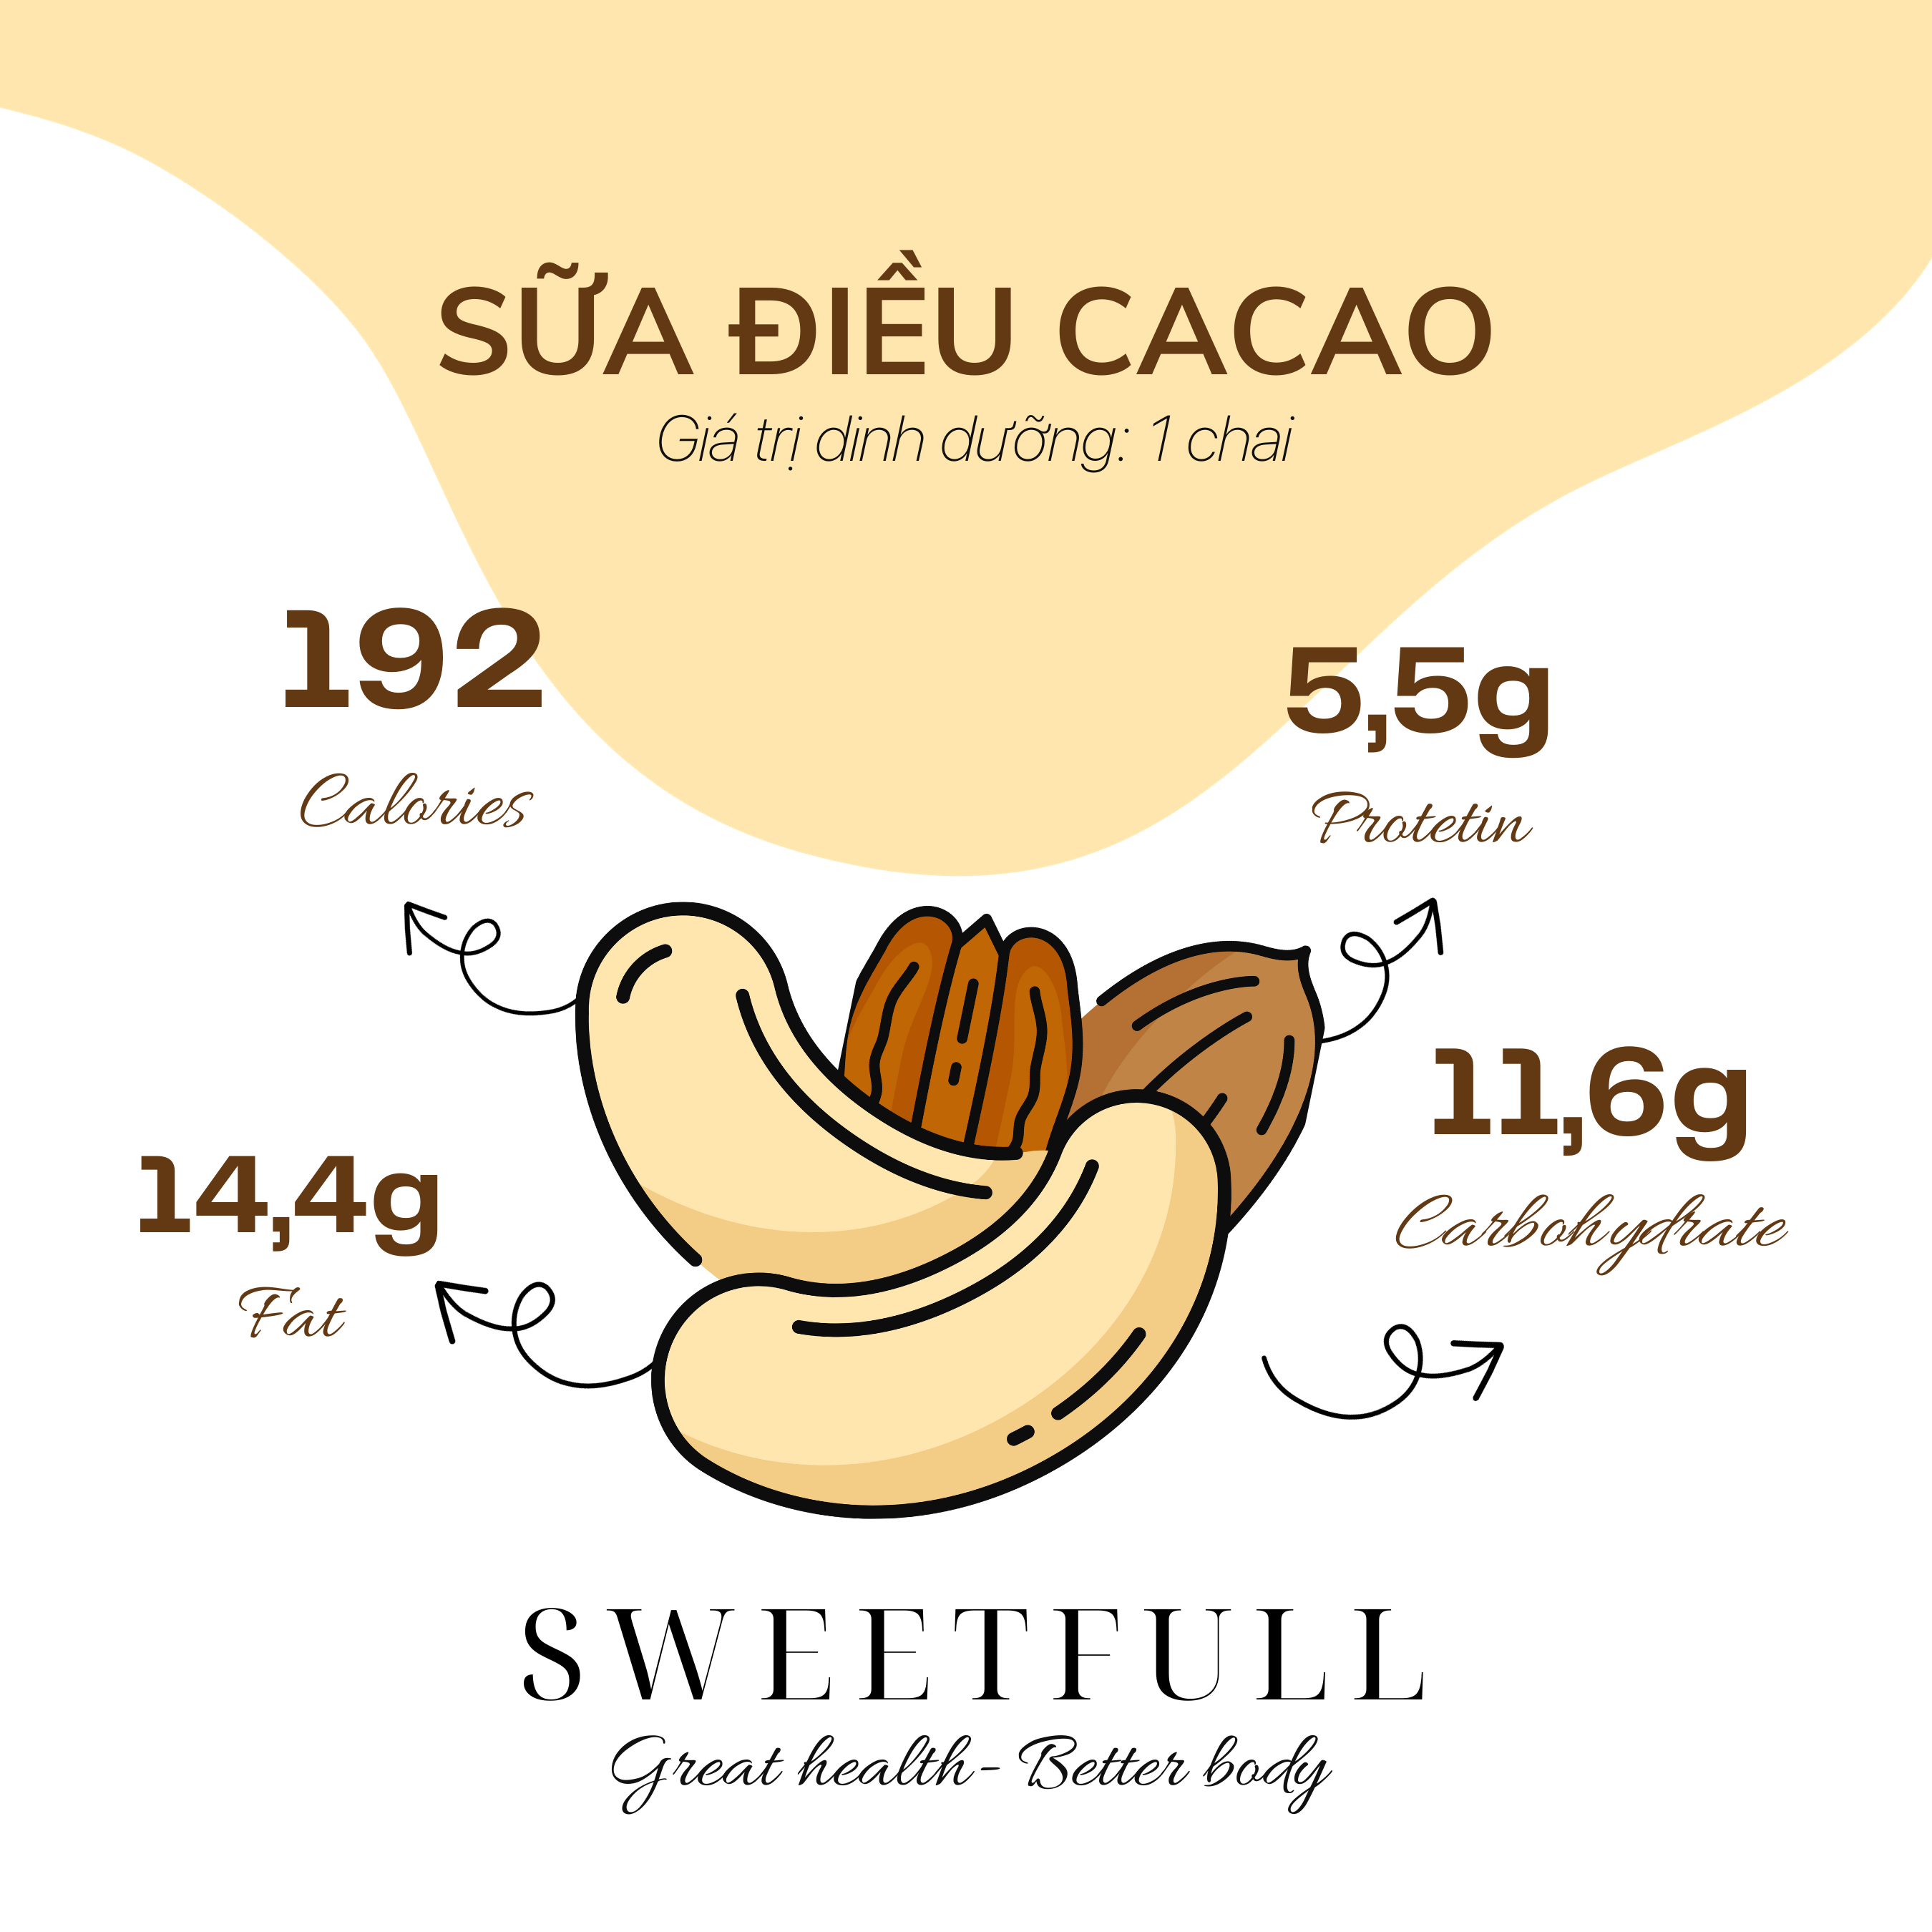 SỮA ĐIỀU CACAO
Giá trị dinh dưỡng: 1 chai
192
Calories
5,5g
Protein
11,6g
Carbohydrate
14,4g
Fat
SWEETFULL
Great health - Better body